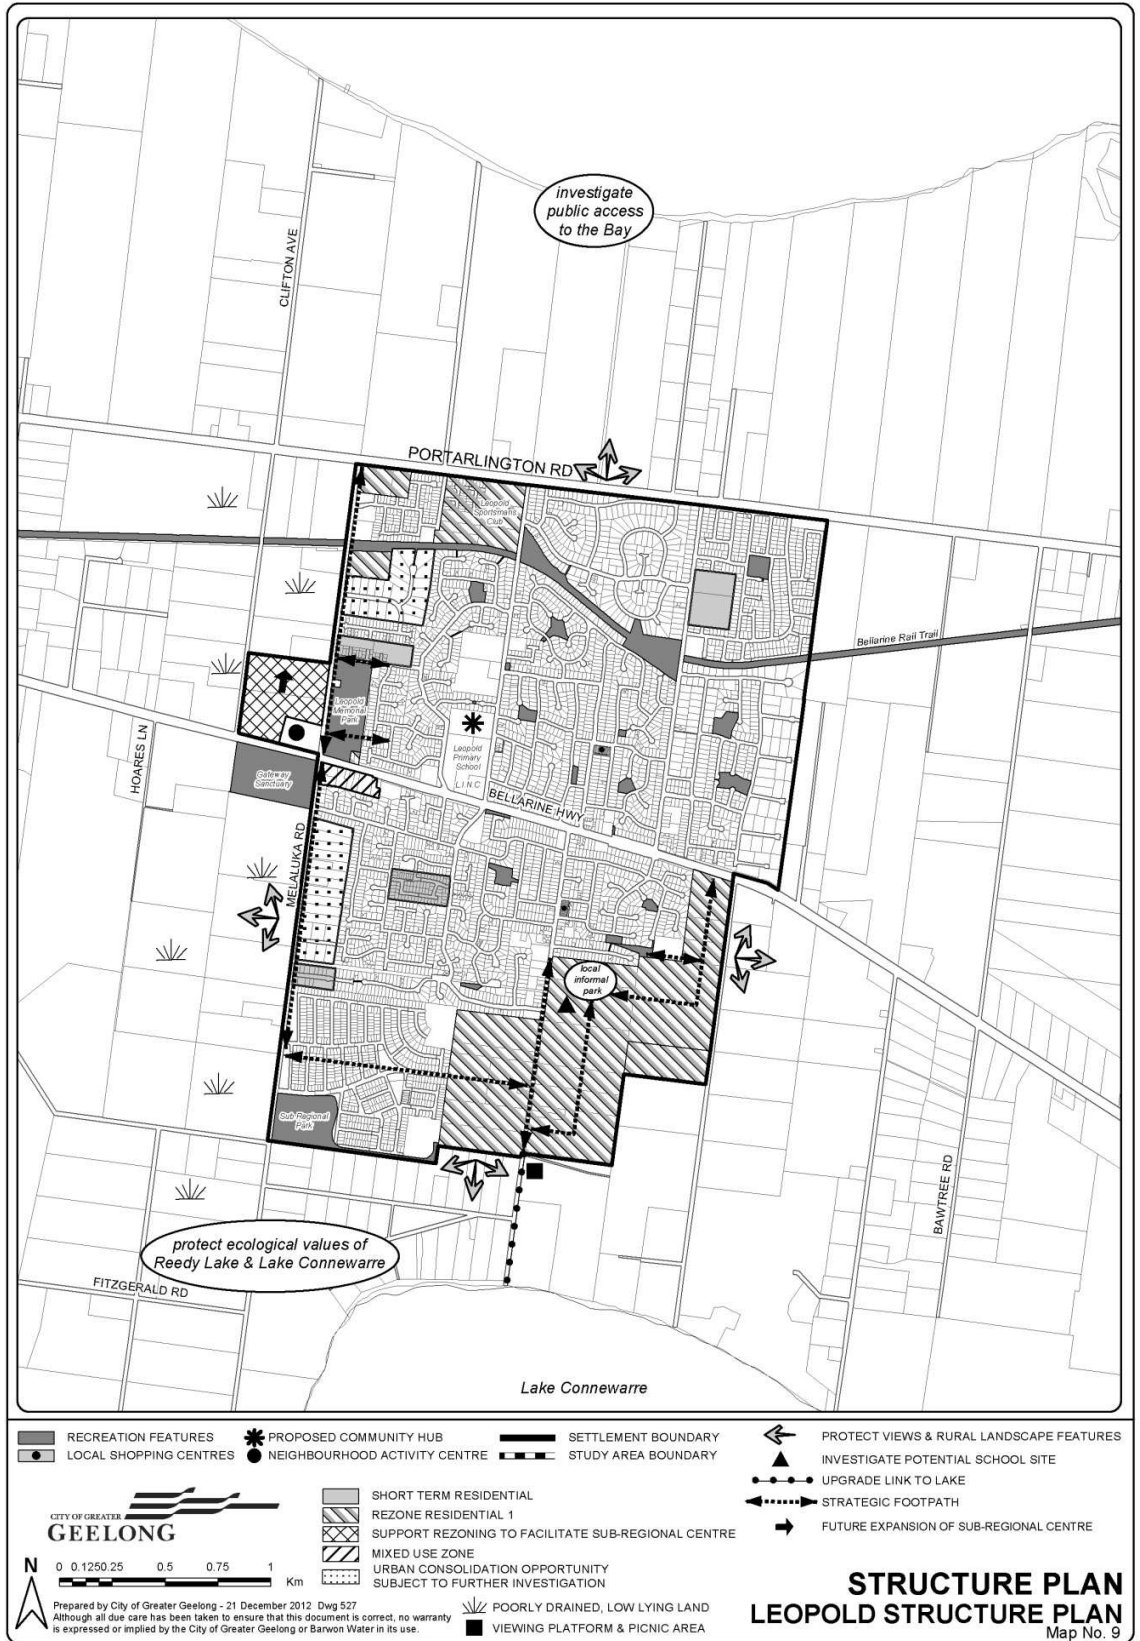 investigate
public access
to the Bay
CLIFTON AVE
PORTARLINGTON RD
Leopold
Sportsmans
Club
Bellarine Rail Trail
Leopold
Memorial
Park
HOARES LN
Leopold
Primary
School
L.I.N.C
Gateway
Sanctuary
BELLARINE HWY
MELALUKA RD
local
informal
park
Sub Regional
Park
BAWTREE RD
protect ecological values of
Reedy Lake & Lake Connewarre
FITZGERALD RD
Lake Connewarre
RECREATION FEATURES
LOCAL SHOPPING CENTRES
PROPOSED COMMUNITY HUB
NEIGHBOURHOOD ACTIVITY CENTRE
SETTLEMENT BOUNDARY
STUDY AREA BOUNDARY
PROTECT VIEWS & RURAL LANDSCAPE FEATURES
INVESTIGATE POTENTIAL SCHOOL SITE
UPGRADE LINK TO LAKE
STRATEGIC FOOTPATH
FUTURE EXPANSION OF SUB-REGIONAL CENTRE
CITY OF GREATER
GEELONG
SHORT TERM RESIDENTIAL
REZONE RESIDENTIAL 1
SUPPORT REZONING TO FACILITATE SUB-REGIONAL CENTRE
MIXED USE ZONE
URBAN CONSOLIDATION OPPORTUNITY
SUBJECT TO FURTHER INVESTIGATION
POORLY DRAINED, LOW LYING LAND
VIEWING PLATFORM & PICNIC AREA
N
0 0.1250.25 0.5 0.75 1
Km
Prepared by City of Greater Geelong - 21 December 2012 Dwg 527
Although all due care has been taken to ensure that this document is correct, no warranty
is expressed or implied by the City of Greater Geelong or Barwon Water in its use.
STRUCTURE PLAN
LEOPOLD STRUCTURE PLAN
Map No. 9